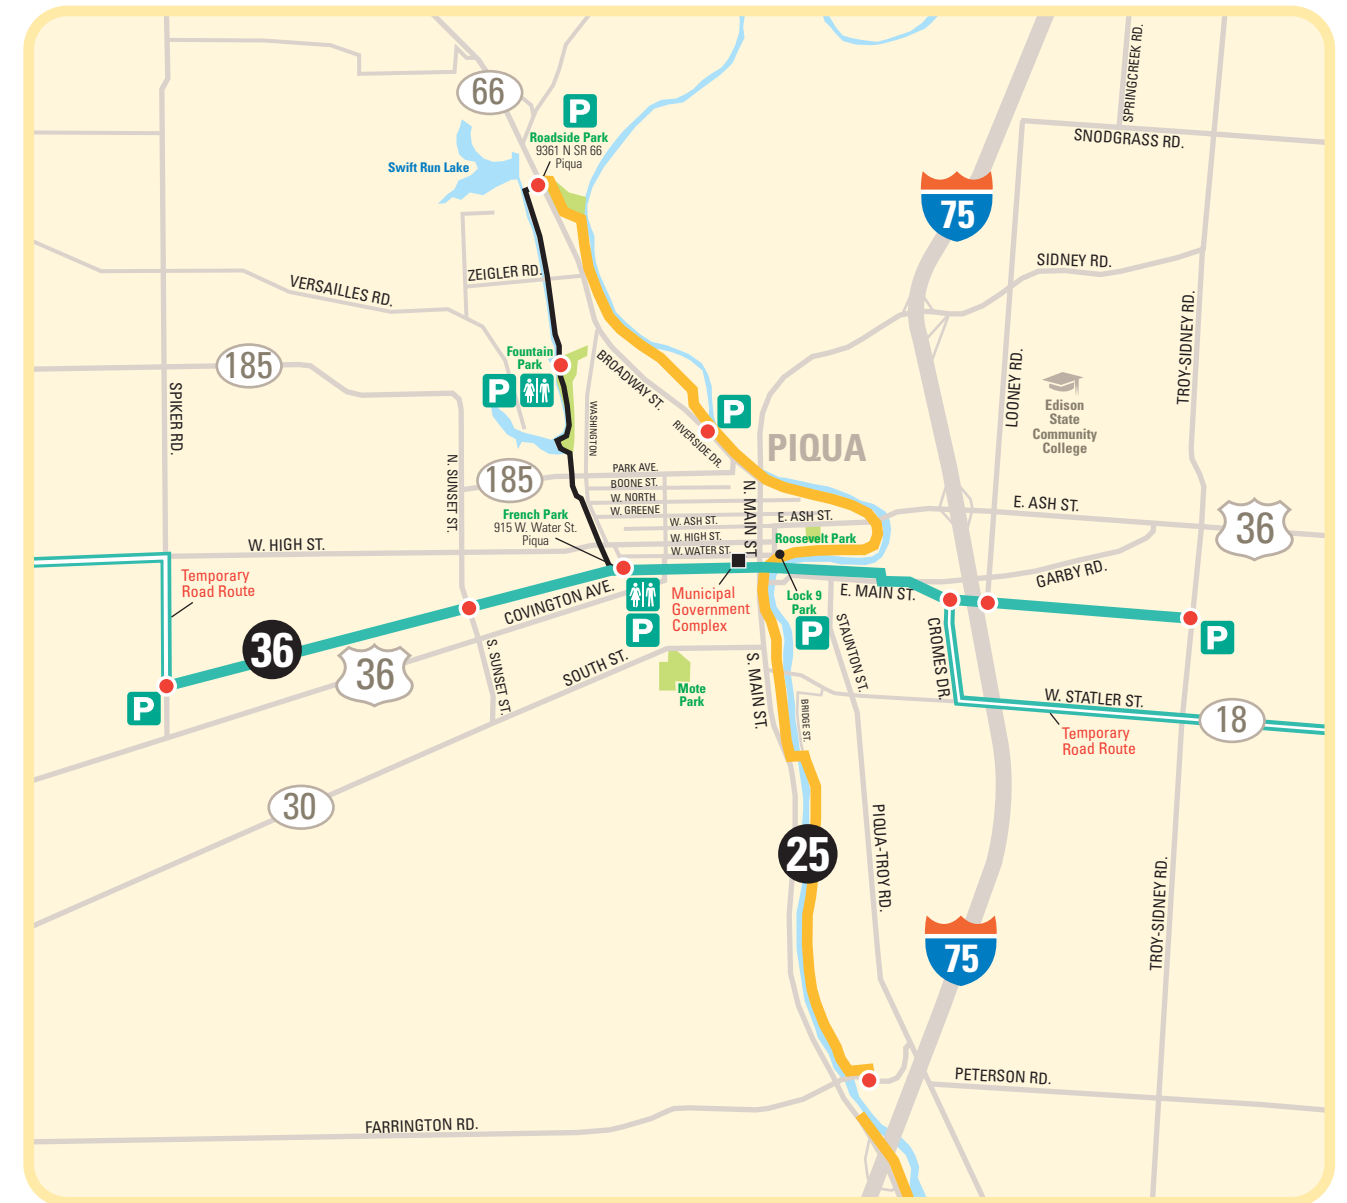 SPRINGCREEK RD.
66
P
SNODGRASS RD.
Roadside Park
9361 N SR 66
Piqua
Swift Run Lake
75
SIDNEY RD.
ZEIGLER RD.
VERSAILLES RD.
TROY-SIDNEY RD.
185
Fountain
Park
BROADWAY ST.
LOONEY RD.
P
SPIKER RD.
P
Edison
State
Community
College
WASHINGTON
RIVERSIDE DR.
PIQUA
N. SUNSET ST.
185
PARK AVE.
BOONE ST.
W. NORTH
W. GREENE
N. MAIN ST.
E. ASH ST.
French Park
915 W. Water St.
Piqua
W. ASH ST.
E. ASH ST.
36
W. HIGH ST.
W. HIGH ST.
W. WATER ST.
Roosevelt Park
Temporary
Road Route
COVINGTON AVE.
Municipal
Government
Complex
Lock 9
Park
E. MAIN ST.
GARBY RD.
P
P
P
36
36
S. SUNSET ST.
SOUTH ST.
STAUNTON ST.
CROMES DR.
Mote
Park
S. MAIN ST.
BRIDGE ST.
W. STATLER ST.
P
18
Temporary
Road Route
30
25
PIQUA-TROY RD.
TROY-SIDNEY RD.
75
PETERSON RD.
FARRINGTON RD.